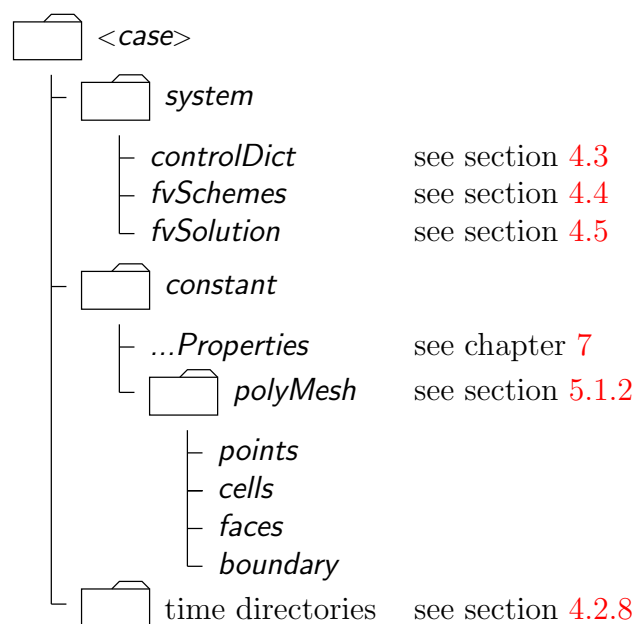 <case>
system
controlDict see section 4.3
fvSchemes see section 4.4
fvSolution see section 4.5
constant
...Properties see chapter 7
polyMesh see section 5.1.2
points
cells
faces
boundary
time directories see section 4.2.8